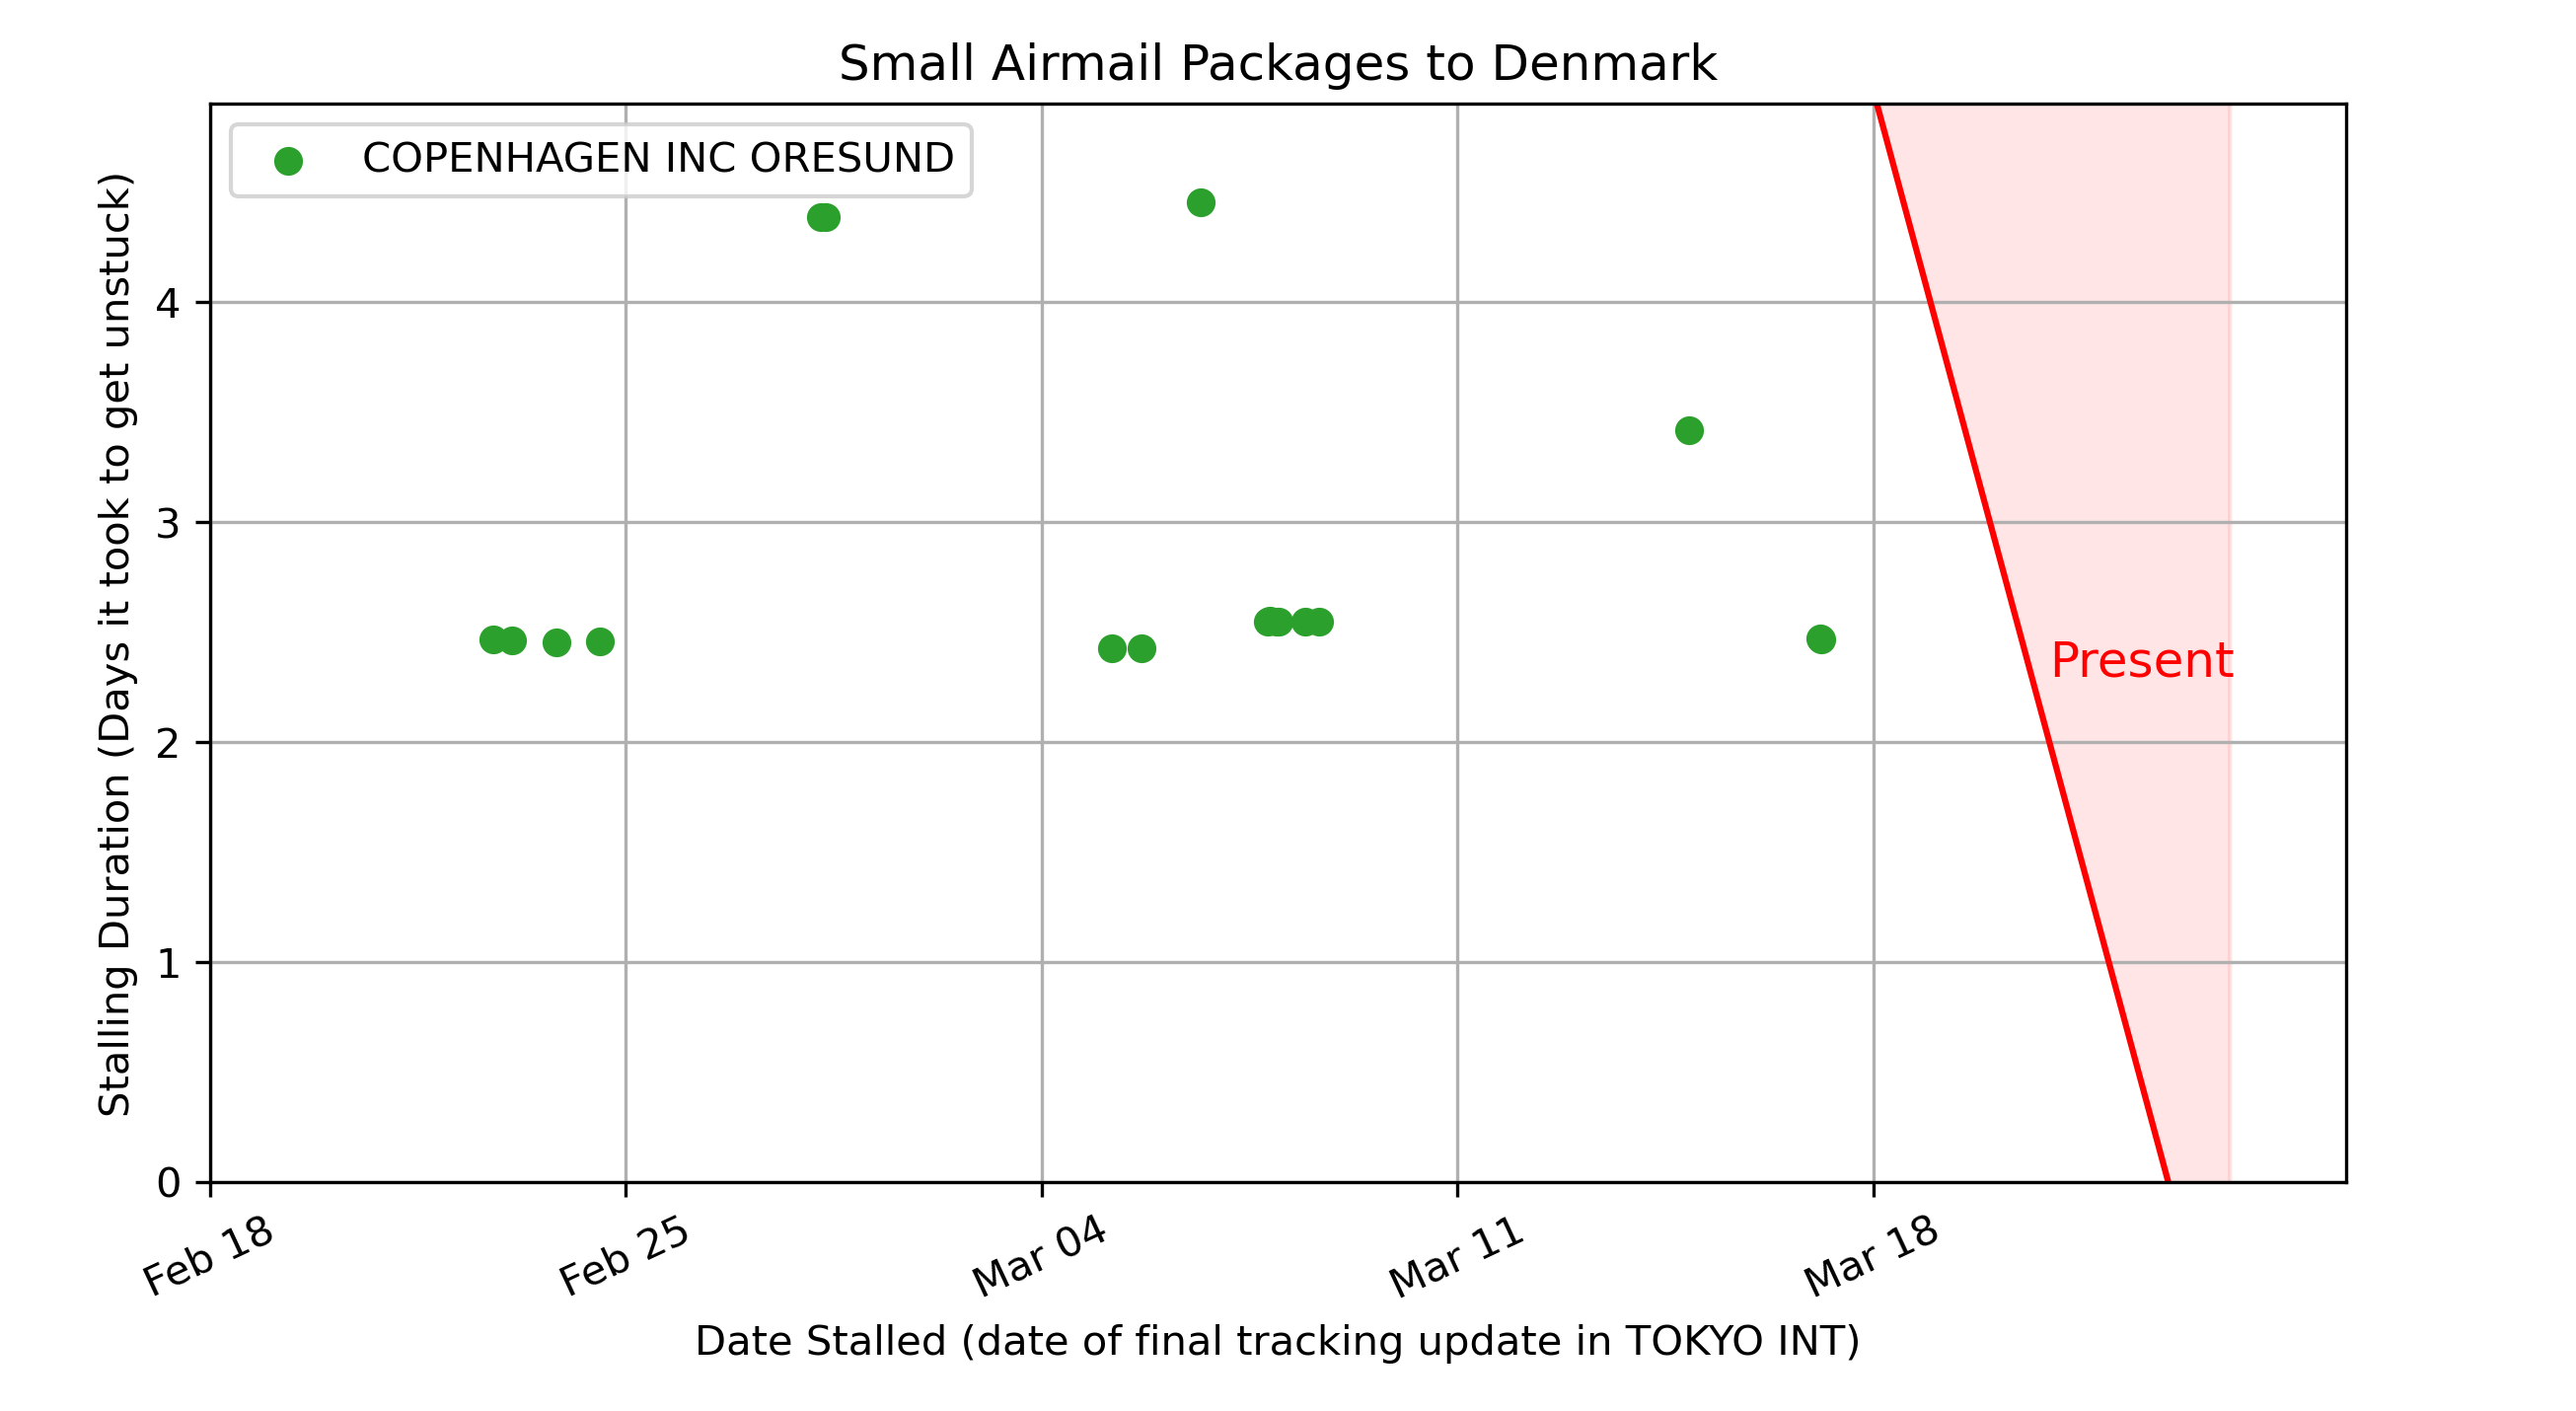 Small Airmail Packages to Denmark
COPENHAGEN INC ORESUND
Stalling Duration (Days it took to get unstuck)
4
3
2
1
0
Present
Feb 18
Feb 25
Mar 04
Mar 11
Mar 18
Date Stalled (date of final tracking update in TOKYO INT)